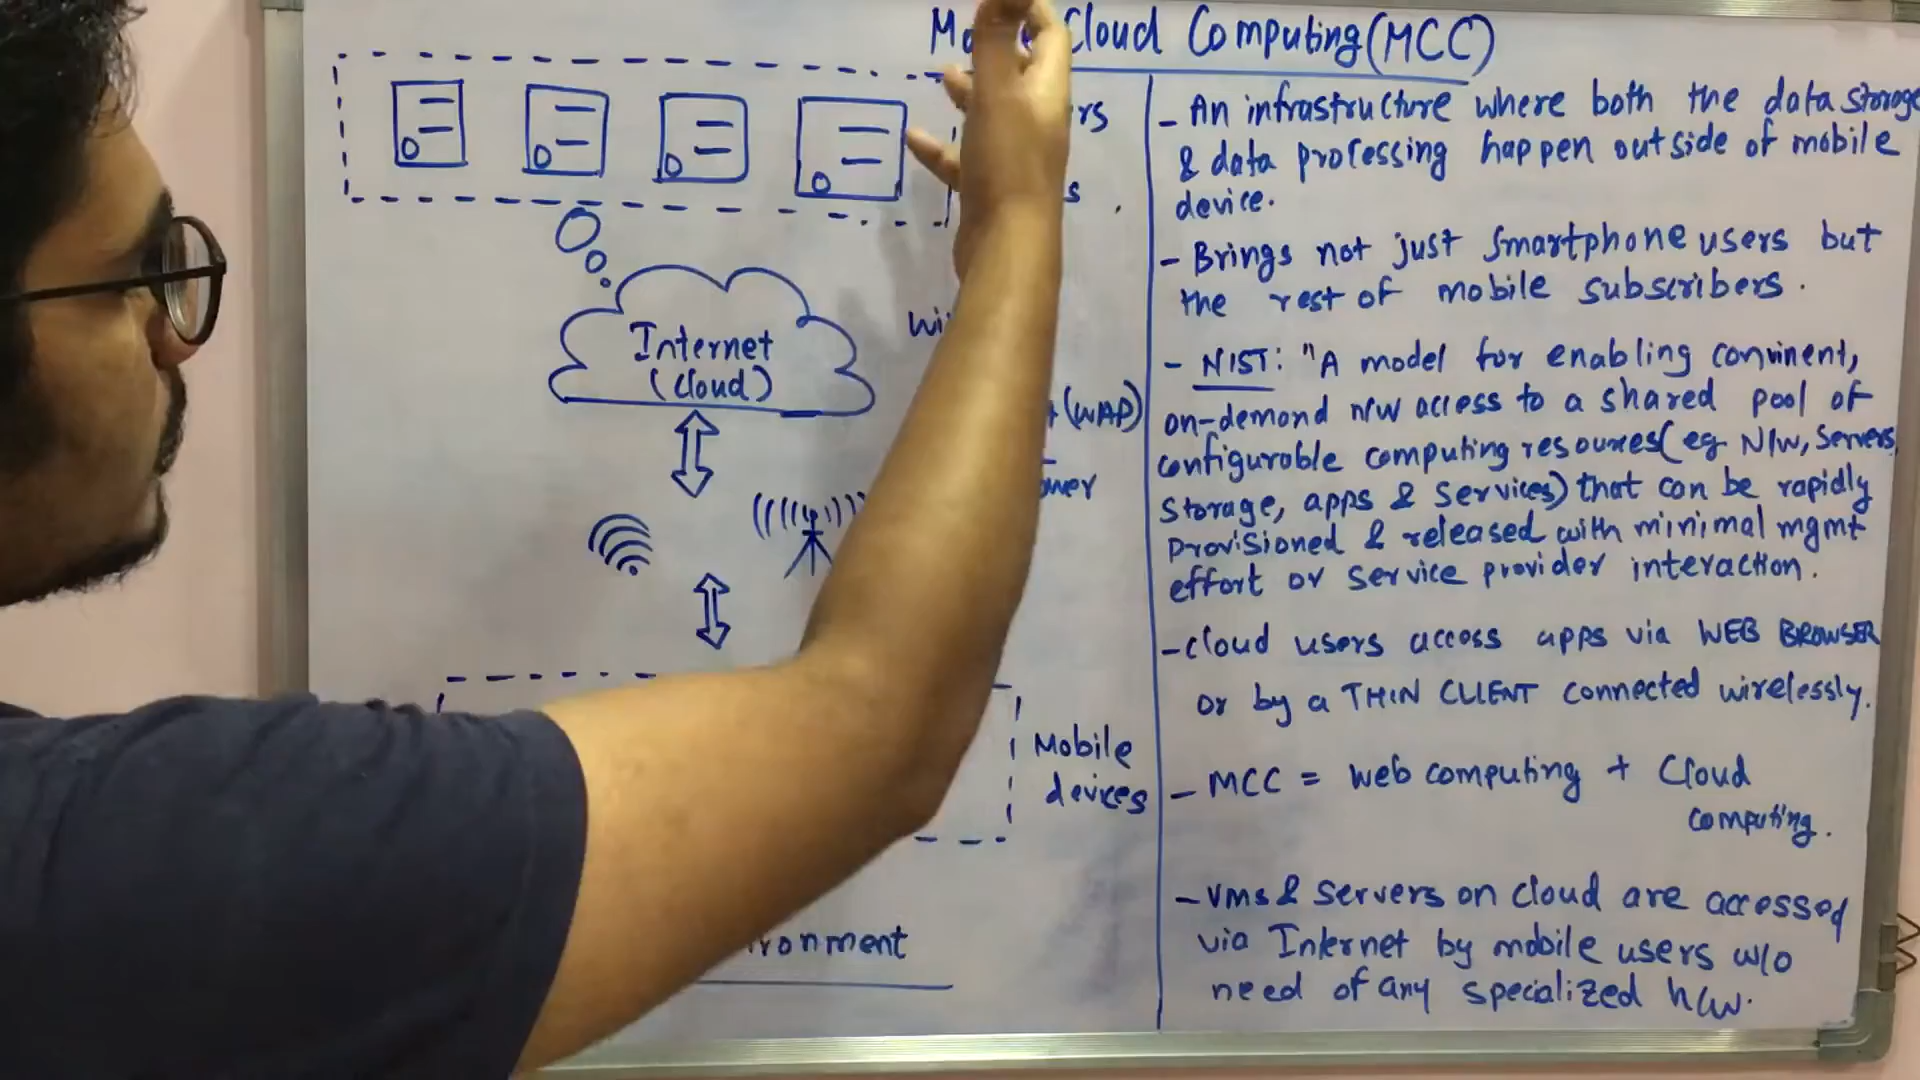 Cloud Computing(MCC)
Internet
(Cloud)
(WAP)
Mobile
devices
- An infrastructure where both the data storage
& data processing happen outside of mobile
device.
- Brings not just smartphone users but
the rest of mobile subscribers.
- NIST: "A model for enabling convinent,
on-demand n/w access to a shared pool of
configurable computing resources(eg N/w, Servers,
storage, apps & services) that can be rapidly
provisioned & released with minimal mgmt
effort or service provider interaction.
- Cloud users access apps via WEB BROWSER
or by a THIN CLIENT connected wirelessly.
- MCC = web computing + Cloud
computing.
- VMs & servers on cloud are accessed
via Internet by mobile users w/o
need of any specialized h/w.